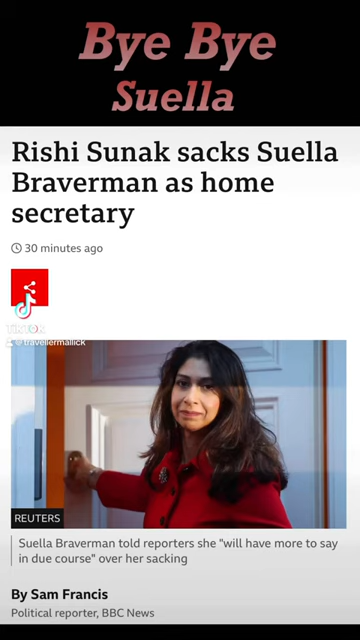 Bye Bye
Suella
Rishi Sunak sacks Suella
Braverman as home
secretary
30 minutes ago
TikTok
@travellermallick
REUTERS
Suella Braverman told reporters she "will have more to say
in due course" over her sacking
By Sam Francis
Political reporter, BBC News